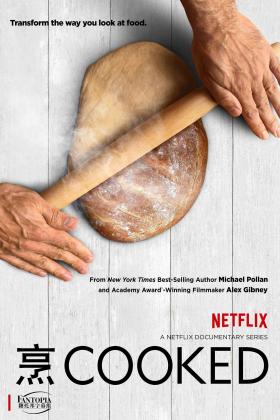 Transform the way you look at food.
From New York Times Best-Selling Author Michael Pollan
and Academy Award®-Winning Filmmaker Alex Gibney
NETFLIX
A NETFLIX DOCUMENTARY SERIES
烹 COOKED
FANTOPIA